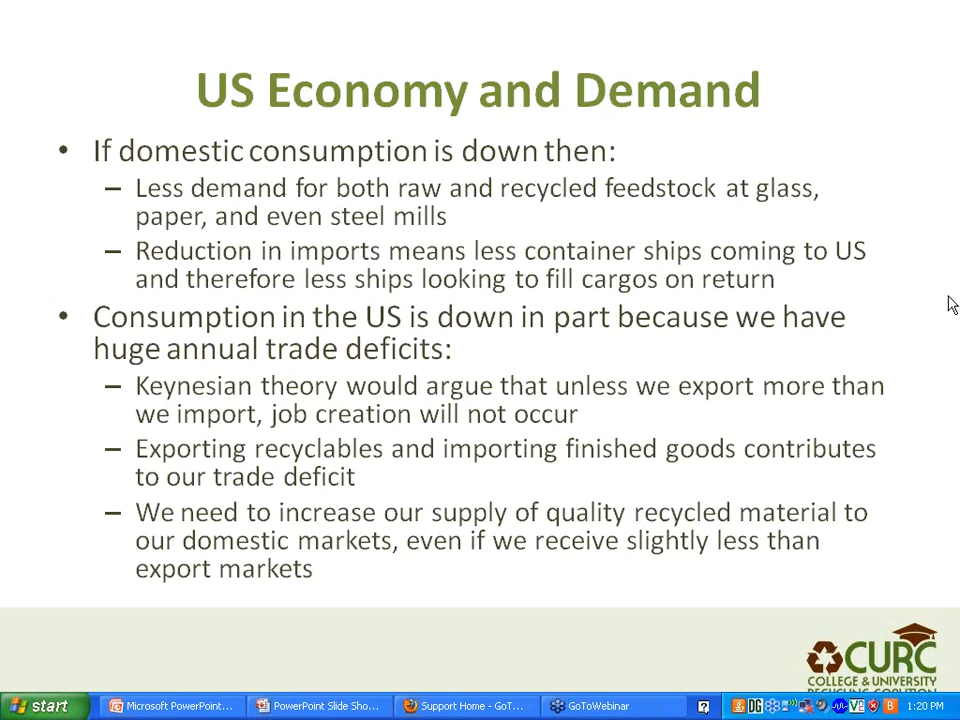 US Economy and Demand
• If domestic consumption is down then:
– Less demand for both raw and recycled feedstock at glass,
paper, and even steel mills
– Reduction in imports means less container ships coming to US
and therefore less ships looking to fill cargos on return
• Consumption in the US is down in part because we have
huge annual trade deficits:
– Keynesian theory would argue that unless we export more than
we import, job creation will not occur
– Exporting recyclables and importing finished goods contributes
to our trade deficit
– We need to increase our supply of quality recycled material to
our domestic markets, even if we receive slightly less than
export markets
CURC
COLLEGE & UNIVERSITY
RECYCLING COALITION
start
Microsoft PowerPoint...
PowerPoint Slide Sho...
Support Home - GoT...
GoToWebinar
1:20 PM